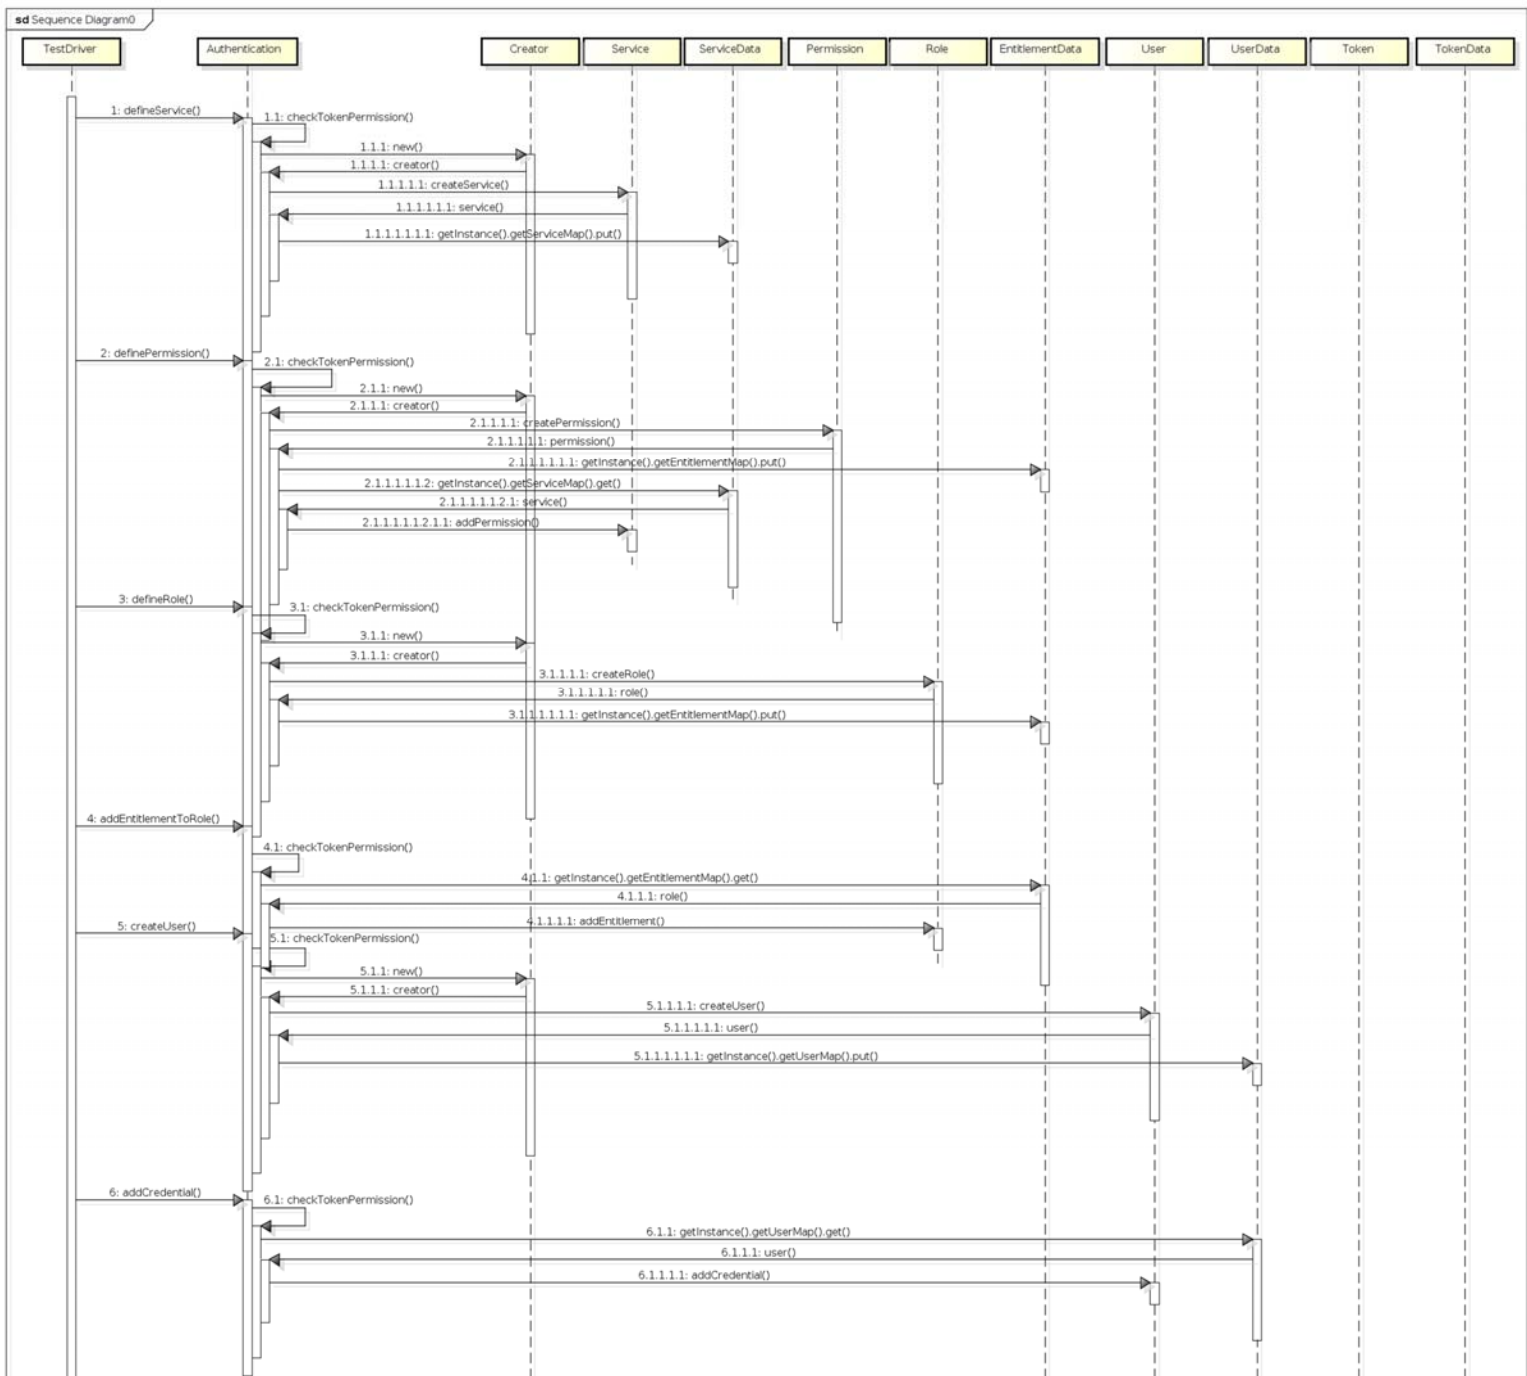 sd Sequence Diagram0
TestDriver
Authentication
Creator
Service
ServiceData
Permission
Role
EntitlementData
User
UserData
Token
TokenData
1: defineService()
1.1: checkTokenPermission()
1.1.1: new()
1.1.1.1: creator()
1.1.1.1.1: createService()
1.1.1.1.1.1: service()
1.1.1.1.1.1.1: getInstance().getServiceMap().put()
2: definePermission()
2.1: checkTokenPermission()
2.1.1: new()
2.1.1.1: creator()
2.1.1.1.1: createPermission()
2.1.1.1.1.1: permission()
2.1.1.1.1.1.1: getInstance().getEntitlementMap().put()
2.1.1.1.1.1.2: getInstance().getServiceMap().get()
2.1.1.1.1.1.2.1: service()
2.1.1.1.1.1.2.1.1: addPermission()
3: defineRole()
3.1: checkTokenPermission()
3.1.1: new()
3.1.1.1: creator()
3.1.1.1.1: createRole()
3.1.1.1.1.1: role()
3.1.1.1.1.1.1: getInstance().getEntitlementMap().put()
4: addEntitlementToRole()
4.1: checkTokenPermission()
4.1.1: getInstance().getEntitlementMap().get()
4.1.1.1: role()
4.1.1.1.1: addEntitlement()
5: createUser()
5.1: checkTokenPermission()
5.1.1: new()
5.1.1.1: creator()
5.1.1.1.1: createUser()
5.1.1.1.1.1: user()
5.1.1.1.1.1.1: getInstance().getUserMap().put()
6: addCredential()
6.1: checkTokenPermission()
6.1.1: getInstance().getUserMap().get()
6.1.1.1: user()
6.1.1.1.1: addCredential()